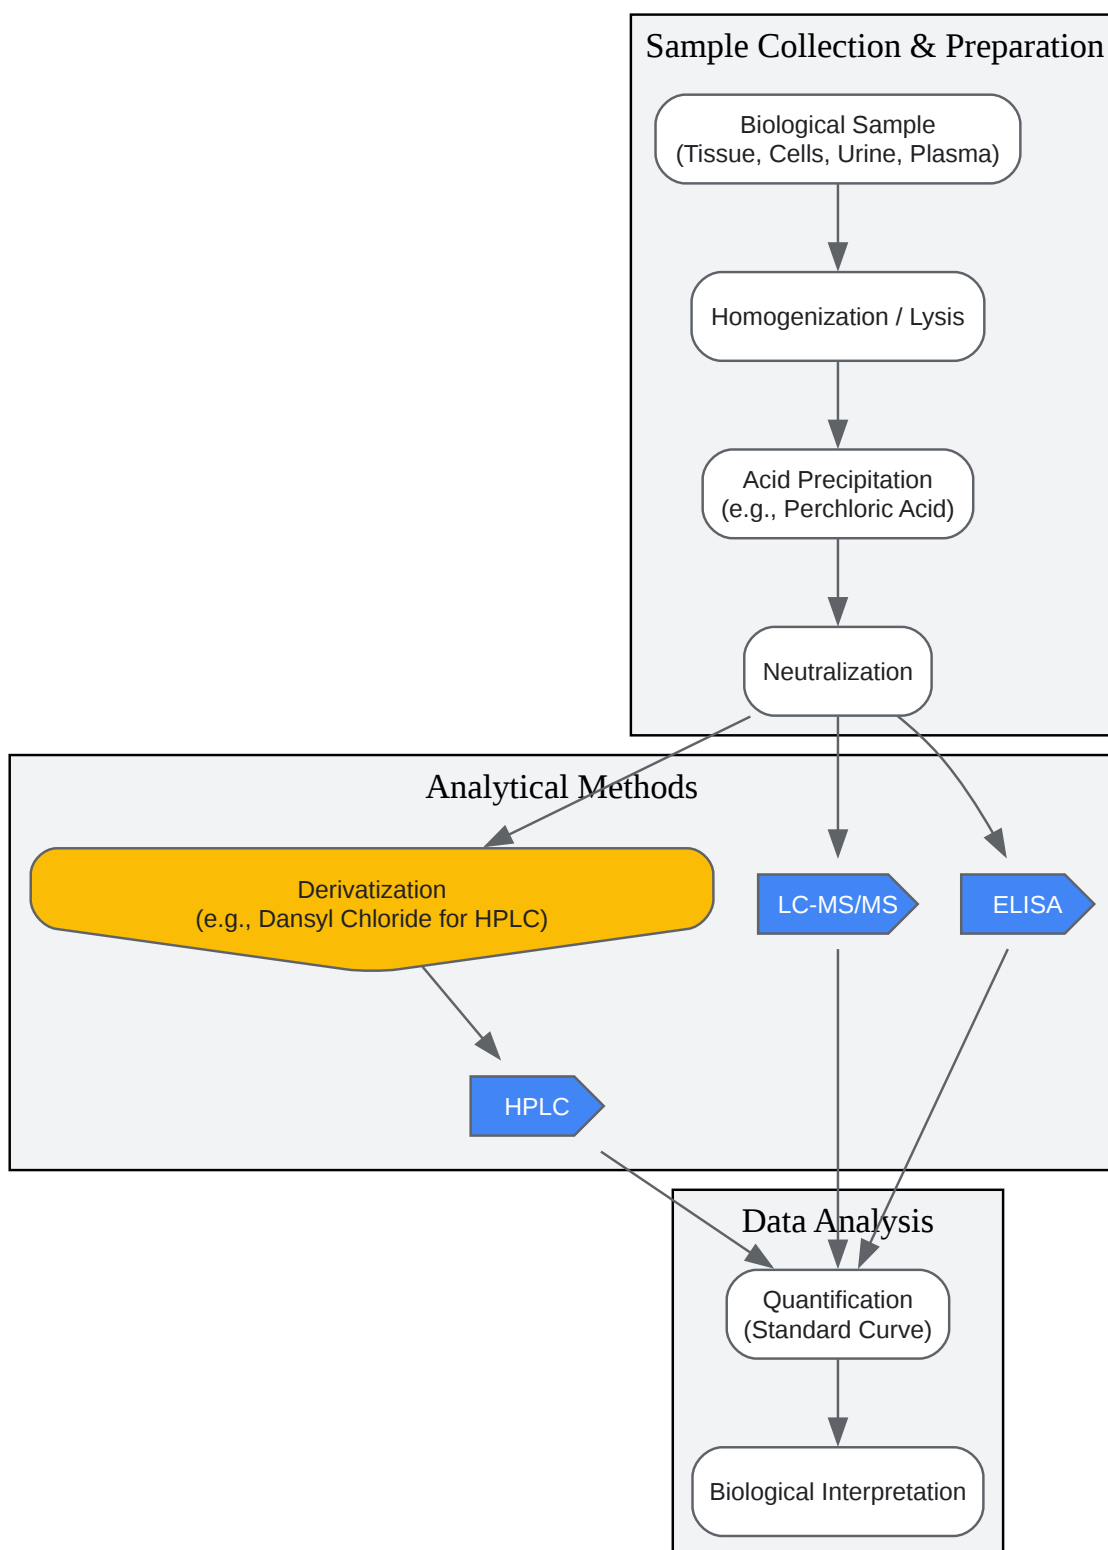 Sample Collection & Preparation
Biological Sample
(Tissue, Cells, Urine, Plasma)
Homogenization / Lysis
Acid Precipitation
(e.g., Perchloric Acid)
Neutralization
Analytical Methods
Derivatization
(e.g., Dansyl Chloride for HPLC)
LC-MS/MS
ELISA
HPLC
Data Analysis
Quantification
(Standard Curve)
Biological Interpretation